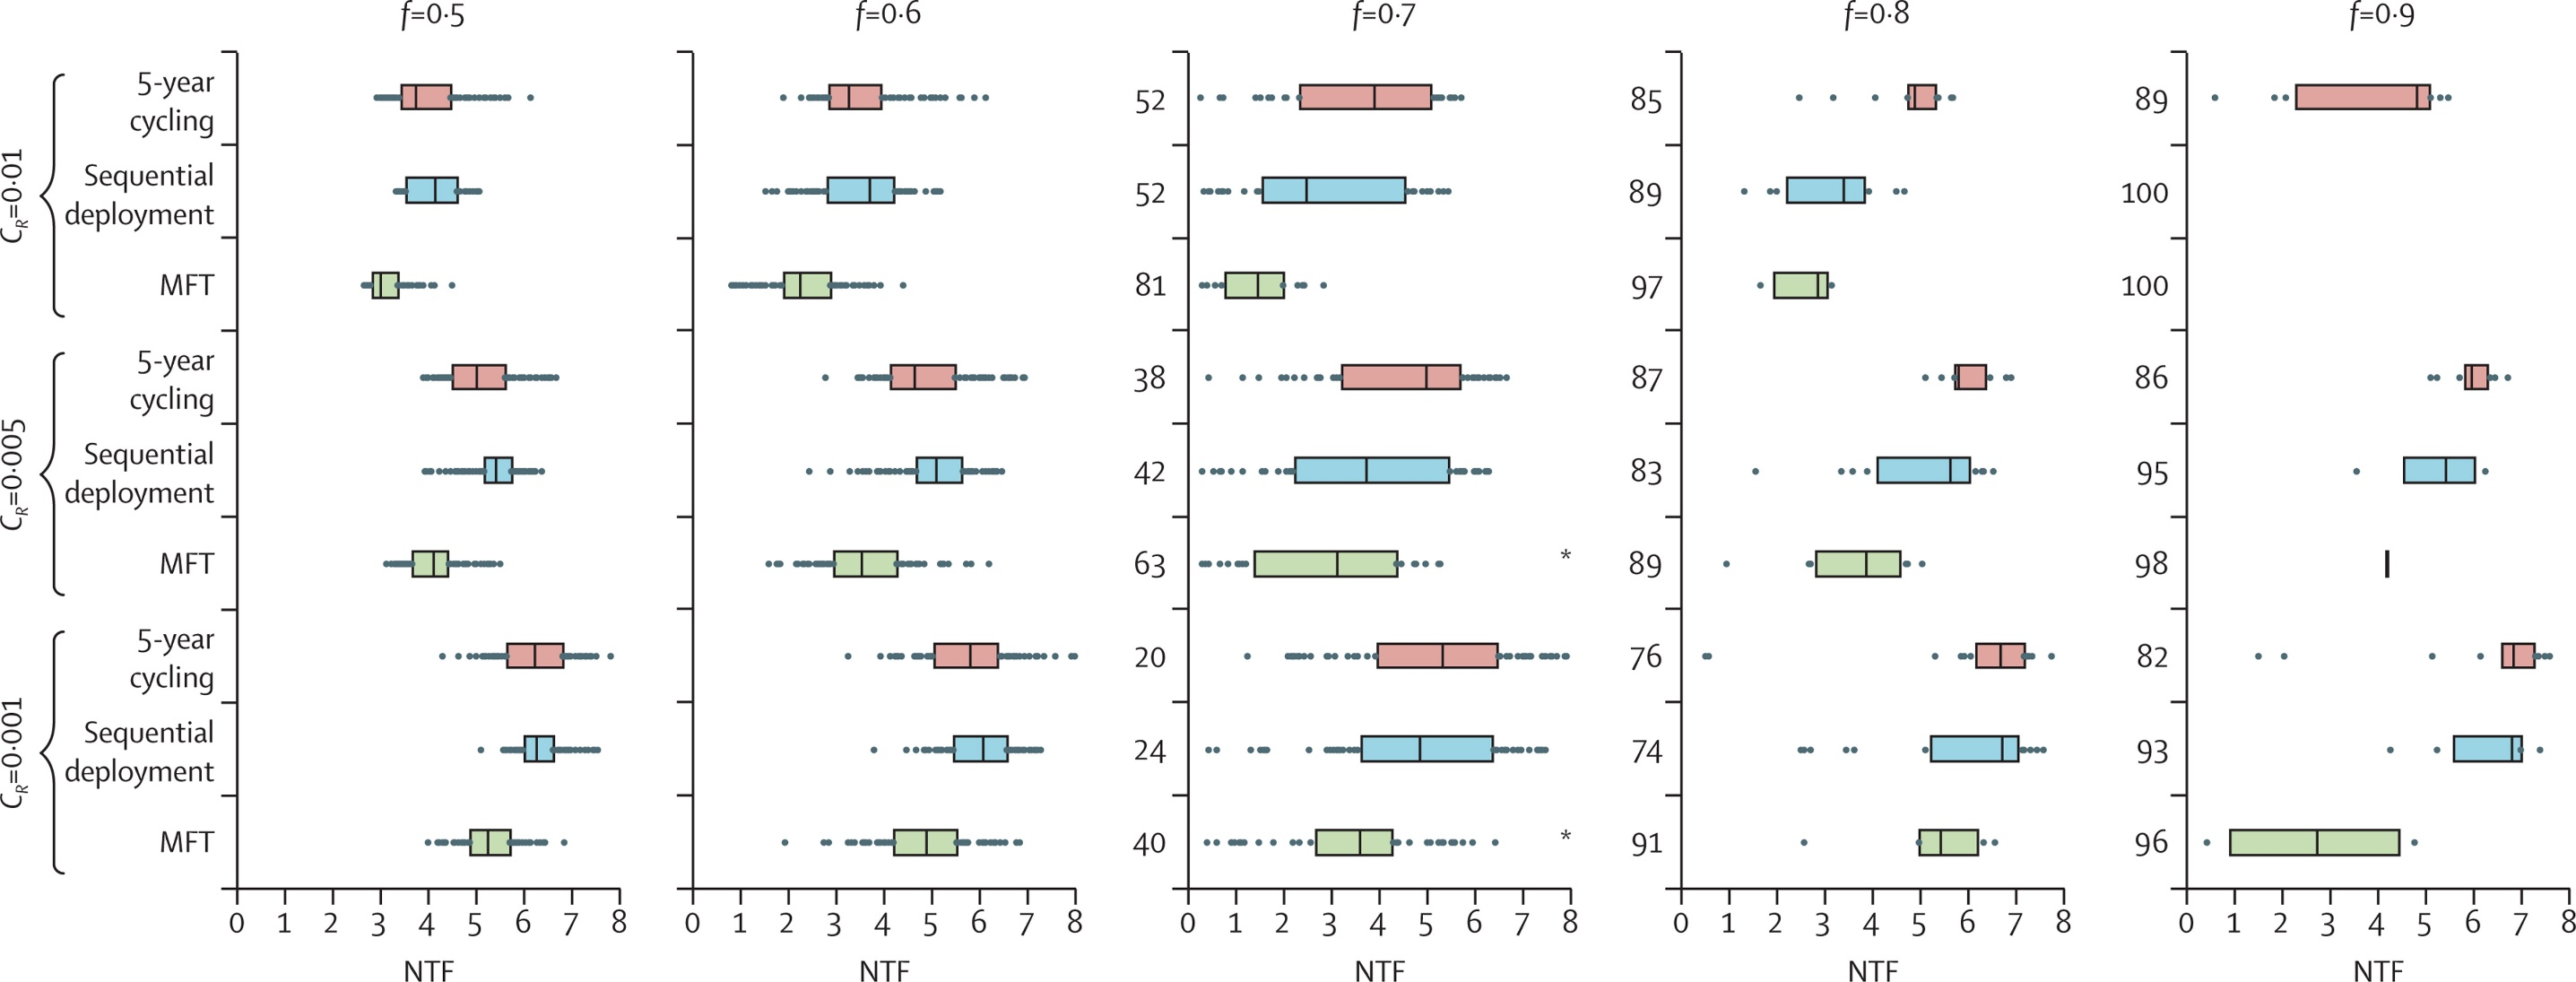 f=0·5 f=0·6 f=0·7 f=0·8 f=0·9
C_R=0·01
5-year
cycling
52 85 89
Sequential
deployment
52 89 100
MFT
81 97 100
C_R=0·005
5-year
cycling
38 87 86
Sequential
deployment
42 83 95
MFT
63 * 89 98
C_R=0·001
5-year
cycling
20 76 82
Sequential
deployment
24 74 93
MFT
40 * 91 96
0 1 2 3 4 5 6 7 8
0 1 2 3 4 5 6 7 8
0 1 2 3 4 5 6 7 8
0 1 2 3 4 5 6 7 8
0 1 2 3 4 5 6 7 8
NTF NTF NTF NTF NTF